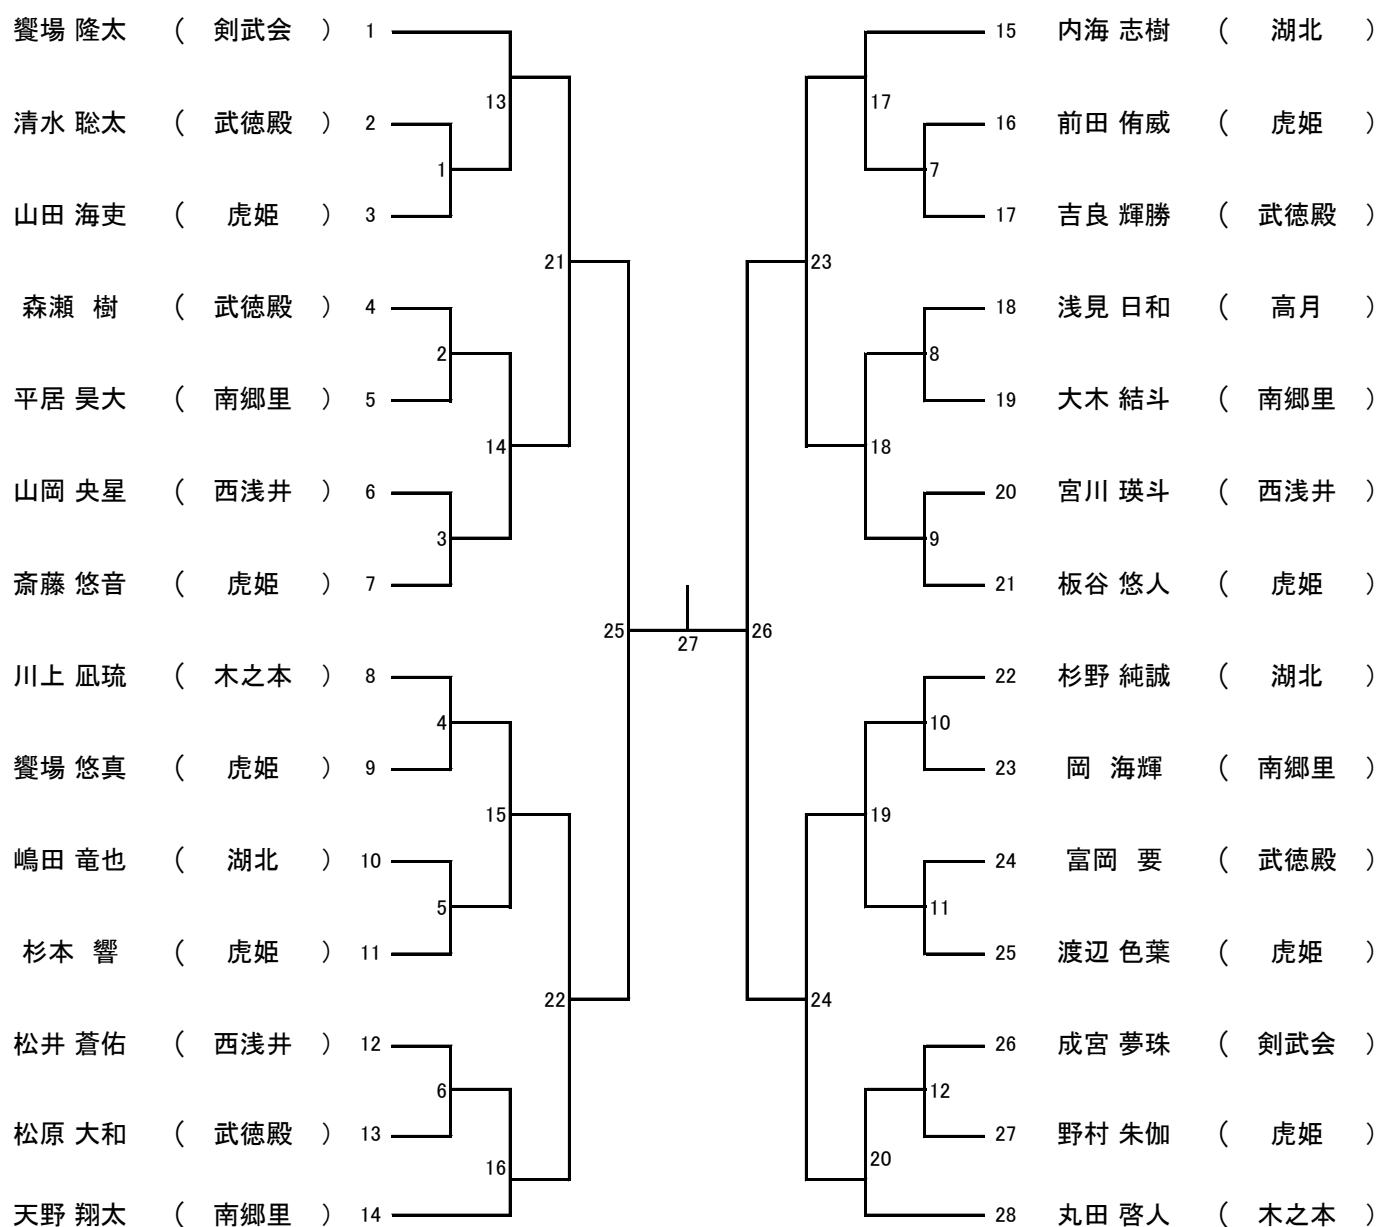 饗場 隆太 （ 剣武会 ） 1
13
清水 聡太 （ 武徳殿 ） 2
1
山田 海吏 （ 虎姫 ） 3
21
森瀬 樹 （ 武徳殿 ） 4
2
平居 昊大 （ 南郷里 ） 5
14
山岡 央星 （ 西浅井 ） 6
3
斎藤 悠音 （ 虎姫 ） 7
25
川上 凪琉 （ 木之本 ） 8
4
饗場 悠真 （ 虎姫 ） 9
15
嶋田 竜也 （ 湖北 ） 10
5
杉本 響 （ 虎姫 ） 11
22
松井 蒼佑 （ 西浅井 ） 12
6
松原 大和 （ 武徳殿 ） 13
16
天野 翔太 （ 南郷里 ） 14
27
15 内海 志樹 （ 湖北 ）
17
16 前田 侑威 （ 虎姫 ）
7
17 吉良 輝勝 （ 武徳殿 ）
23
18 浅見 日和 （ 高月 ）
8
19 大木 結斗 （ 南郷里 ）
18
20 宮川 瑛斗 （ 西浅井 ）
9
21 板谷 悠人 （ 虎姫 ）
26
22 杉野 純誠 （ 湖北 ）
10
23 岡 海輝 （ 南郷里 ）
19
24 富岡 要 （ 武徳殿 ）
11
25 渡辺 色葉 （ 虎姫 ）
24
26 成宮 夢珠 （ 剣武会 ）
12
27 野村 朱伽 （ 虎姫 ）
20
28 丸田 啓人 （ 木之本 ）